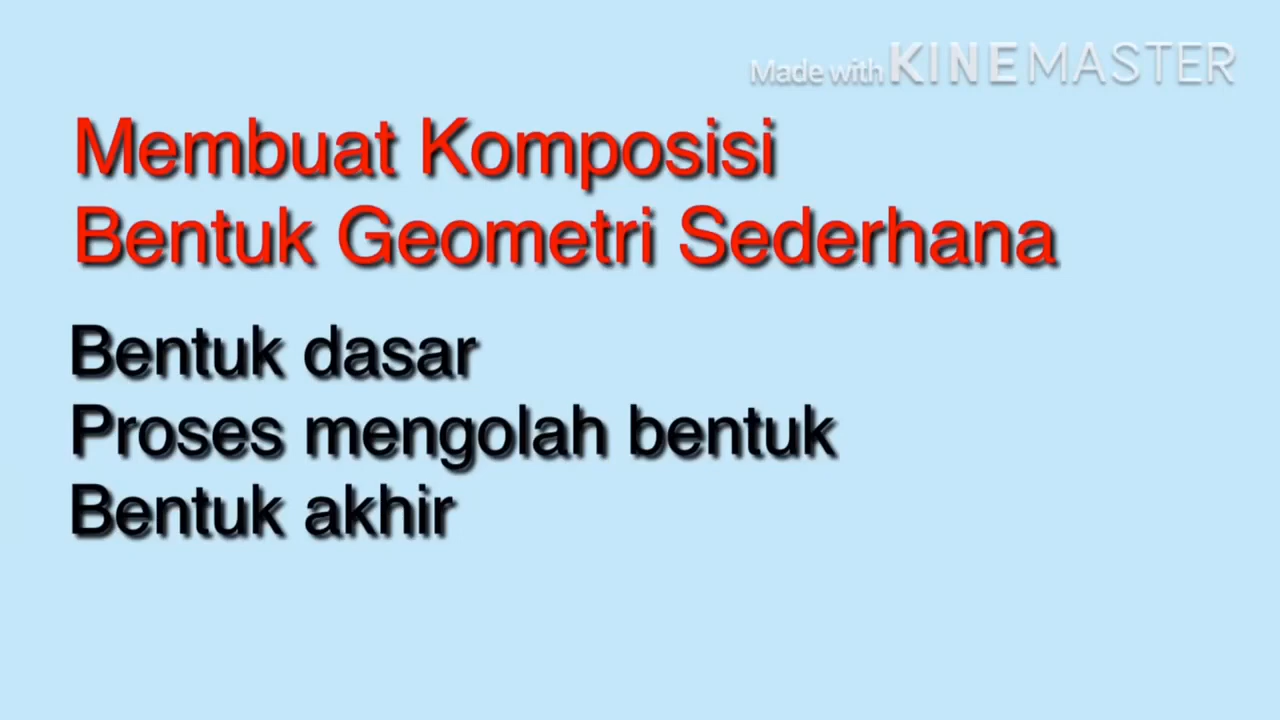 Made with KINEMASTER
Membuat Komposisi
Bentuk Geometri Sederhana
Bentuk dasar
Proses mengolah bentuk
Bentuk akhir